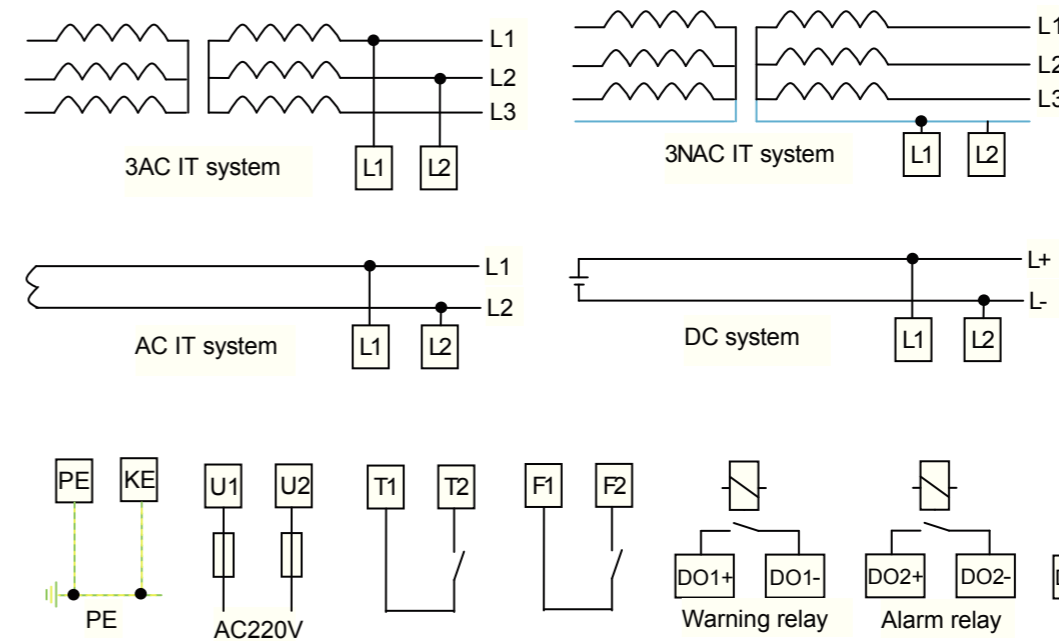 L1
L2
L3
3AC IT system
L1
L2
L1
L2
L3
3NAC IT system
L1
L2
L1
L2
AC IT system
L1
L2
L+
L-
DC system
L1
L2
PE
KE
PE
U1
U2
AC220V
T1
T2
F1
F2
DO1+
DO1-
Warning relay
DO2+
DO2-
Alarm relay